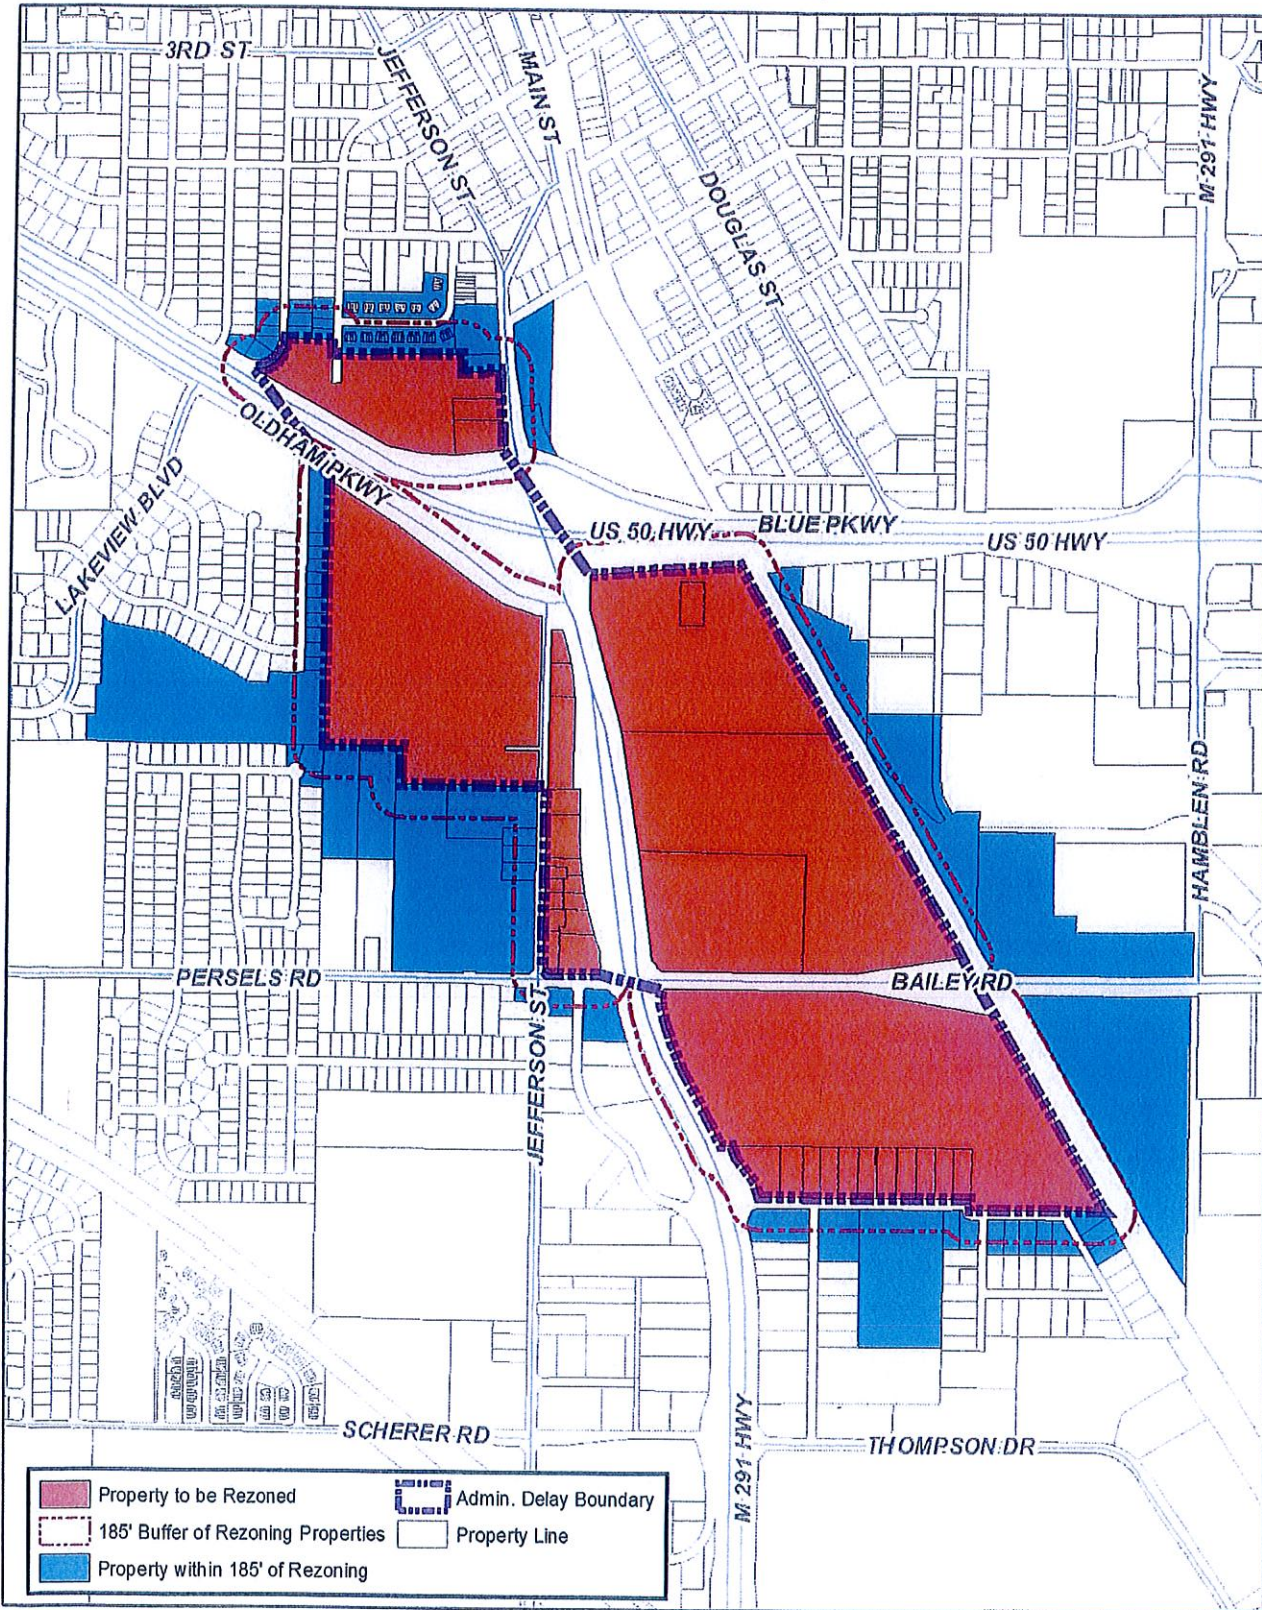 3RD ST
JEFFERSON ST
MAIN ST
M-291 HWY
DOUGLAS ST
OLDHAM PKWY
LAKEVIEW BLVD
US 50 HWY
BLUE PKWY
US 50 HWY
HAMBLEN RD
PERSELS RD
BAILEY RD
JEFFERSON ST
SCHERER RD
THOMPSON DR
M-291 HWY
Property to be Rezoned
Admin. Delay Boundary
185' Buffer of Rezoning Properties
Property Line
Property within 185' of Rezoning